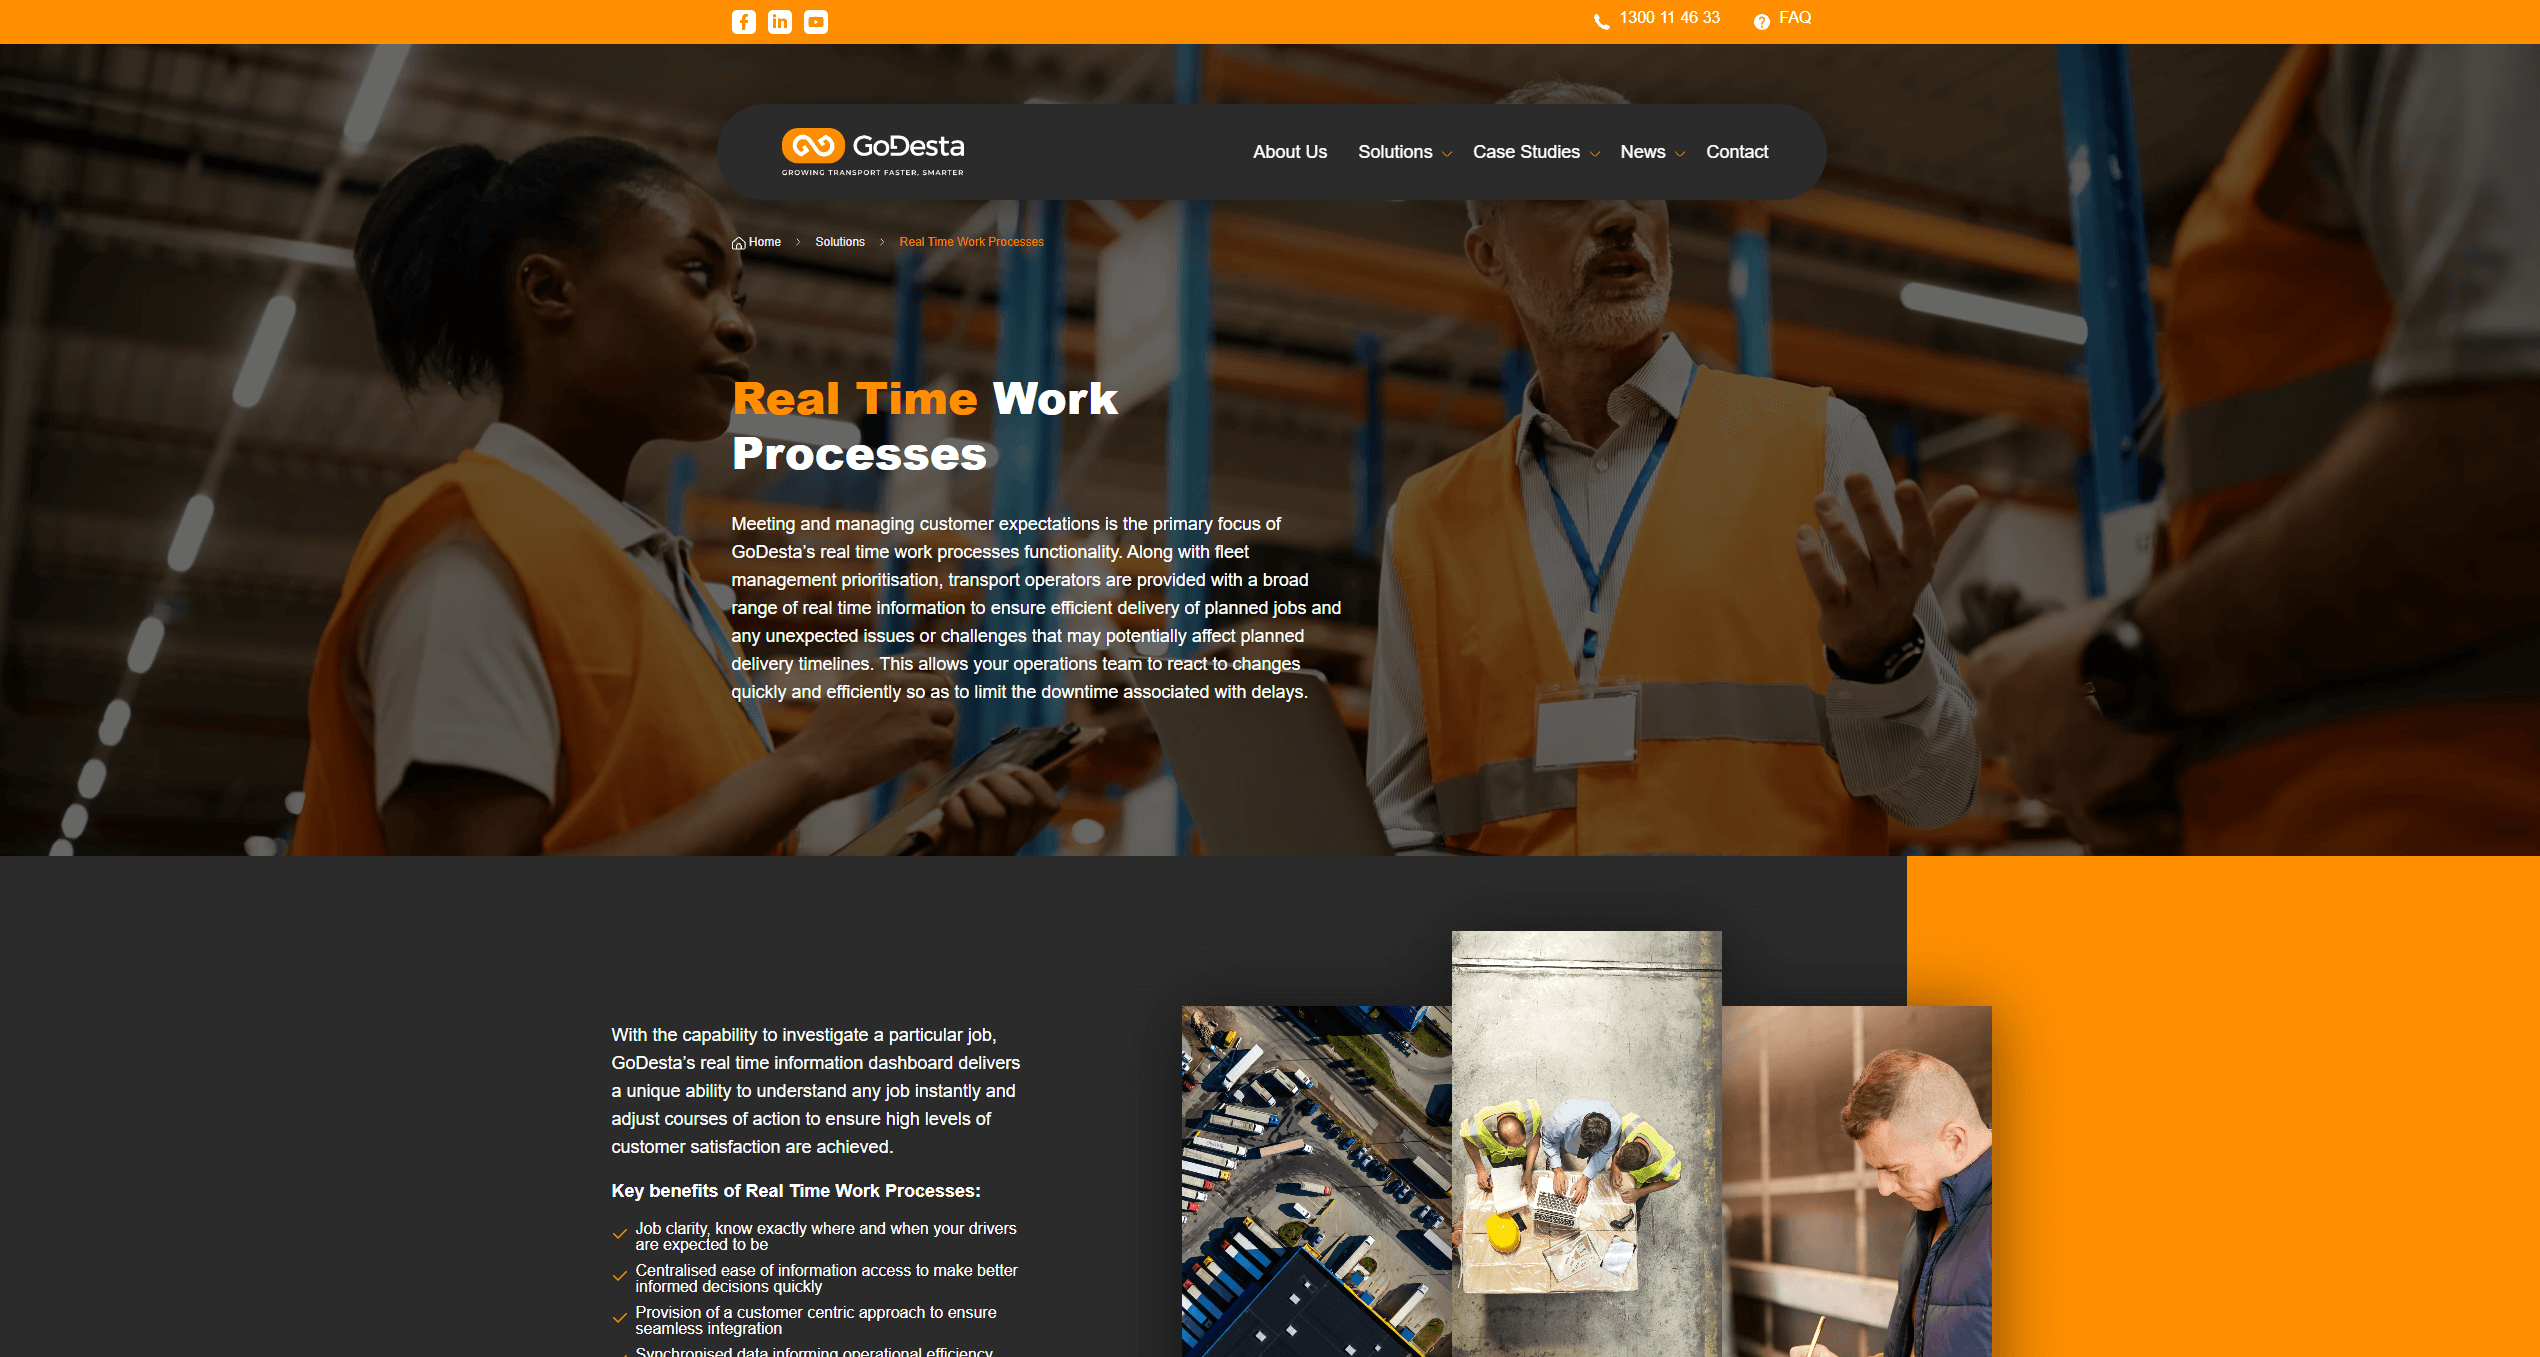 1300 11 46 33 FAQ
GoDesta
GROWING TRANSPORT FASTER, SMARTER
About Us Solutions Case Studies News Contact
Home Solutions Real Time Work Processes
Real Time Work
Processes
Meeting and managing customer expectations is the primary focus of
GoDesta’s real time work processes functionality. Along with fleet
management prioritisation, transport operators are provided with a broad
range of real time information to ensure efficient delivery of planned jobs and
any unexpected issues or challenges that may potentially affect planned
delivery timelines. This allows your operations team to react to changes
quickly and efficiently so as to limit the downtime associated with delays.
With the capability to investigate a particular job,
GoDesta’s real time information dashboard delivers
a unique ability to understand any job instantly and
adjust courses of action to ensure high levels of
customer satisfaction are achieved.
Key benefits of Real Time Work Processes:
Job clarity, know exactly where and when your drivers
are expected to be
Centralised ease of information access to make better
informed decisions quickly
Provision of a customer centric approach to ensure
seamless integration
Synchronised data informing operational efficiency